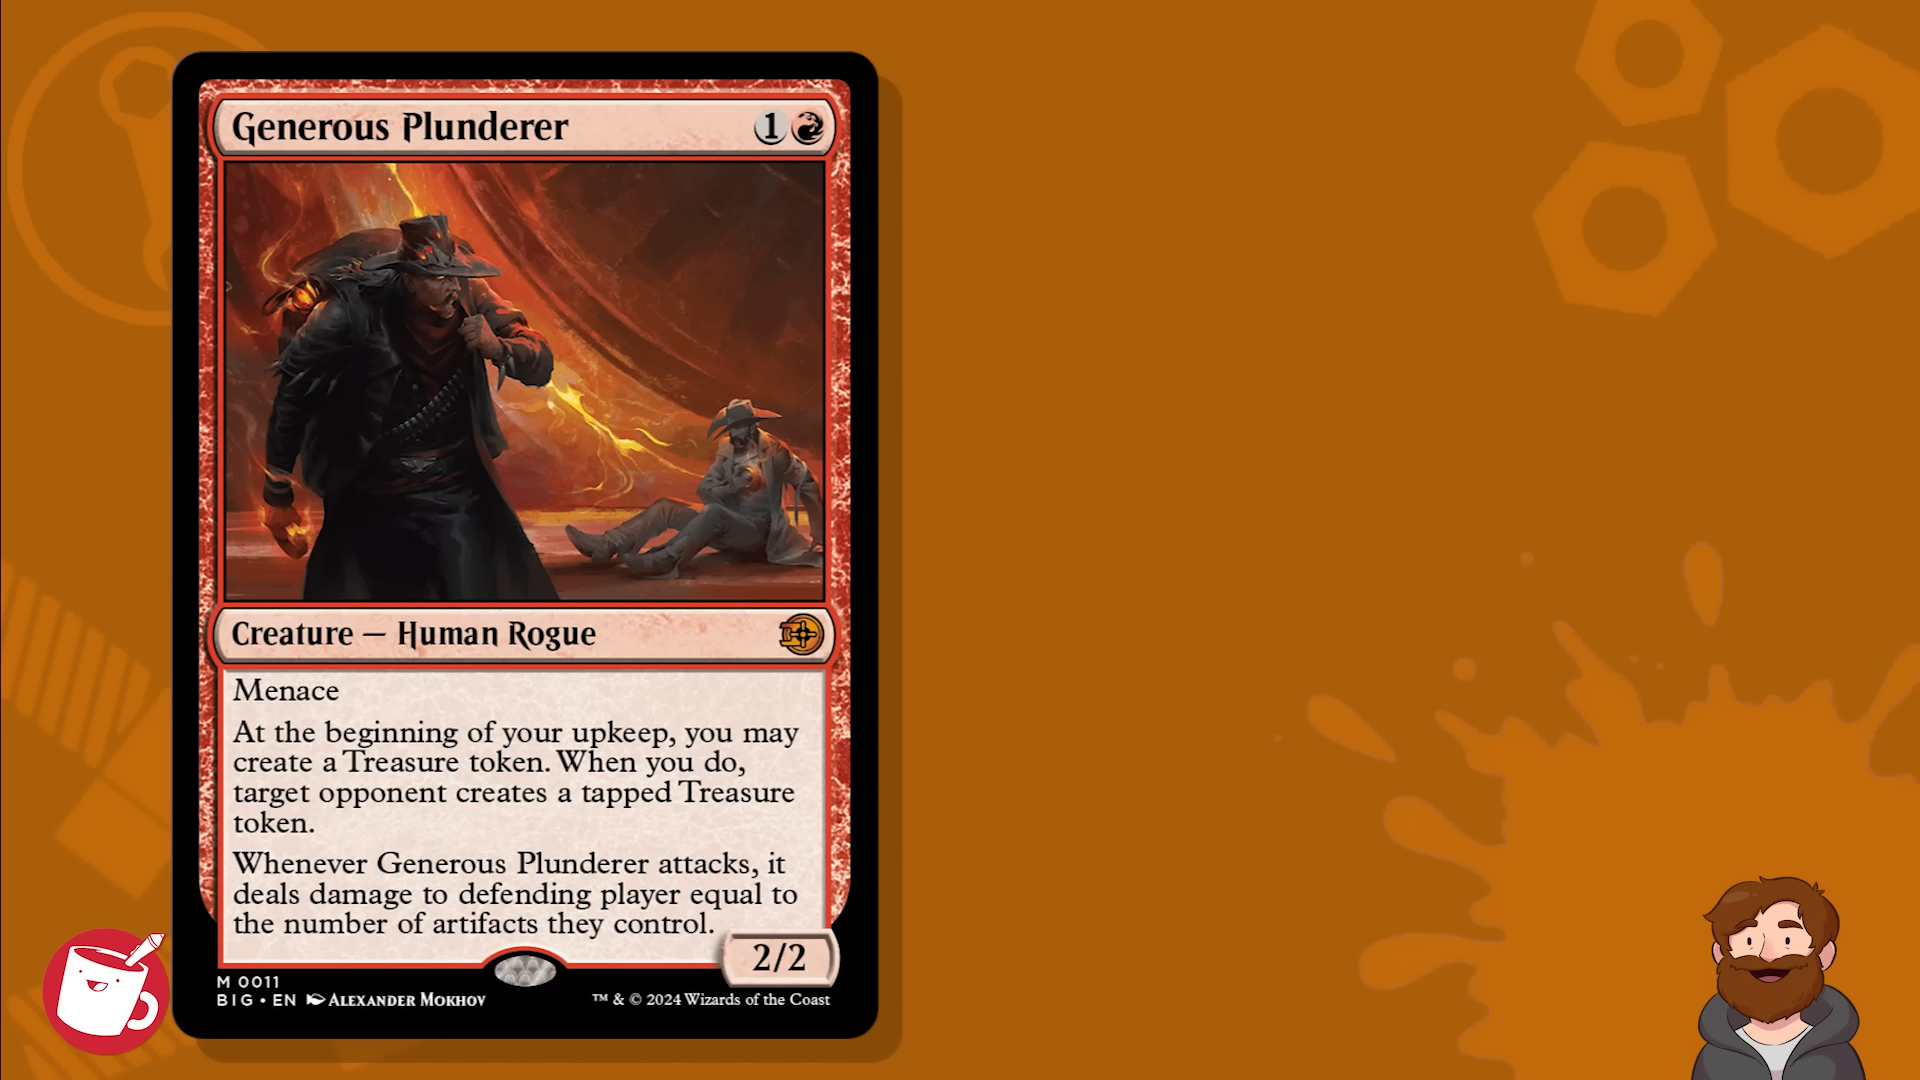 Generous Plunderer 1
Creature — Human Rogue
Menace
At the beginning of your upkeep, you may
create a Treasure token. When you do,
target opponent creates a tapped Treasure
token.
Whenever Generous Plunderer attacks, it
deals damage to defending player equal to
the number of artifacts they control.
2/2
M 0011
BIG • EN ALEXANDER MOKHOV ™ & © 2024 Wizards of the Coast